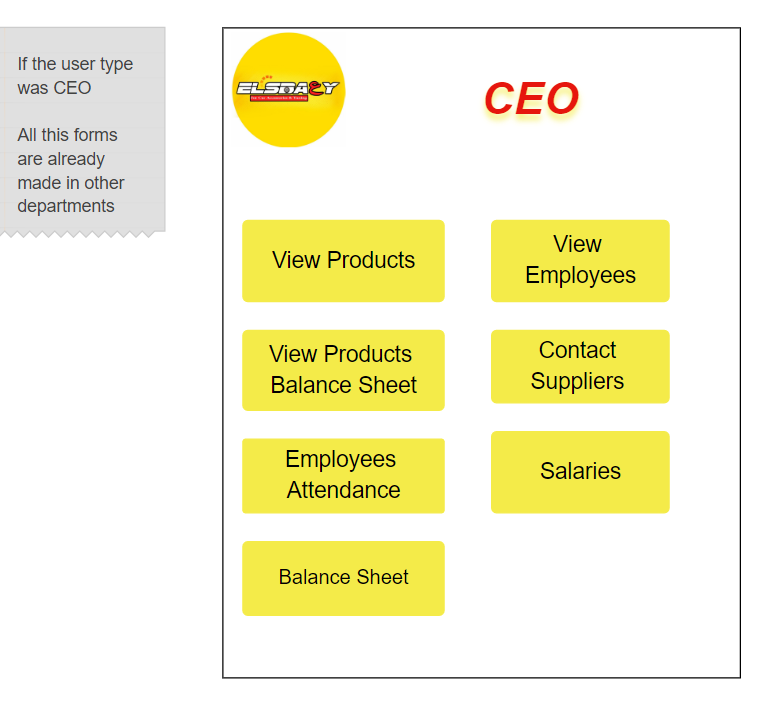 If the user type
was CEO
All this forms
are already
made in other
departments
ELSDAEY
CEO
View Products
View
Employees
View Products
Balance Sheet
Contact
Suppliers
Employees
Attendance
Salaries
Balance Sheet